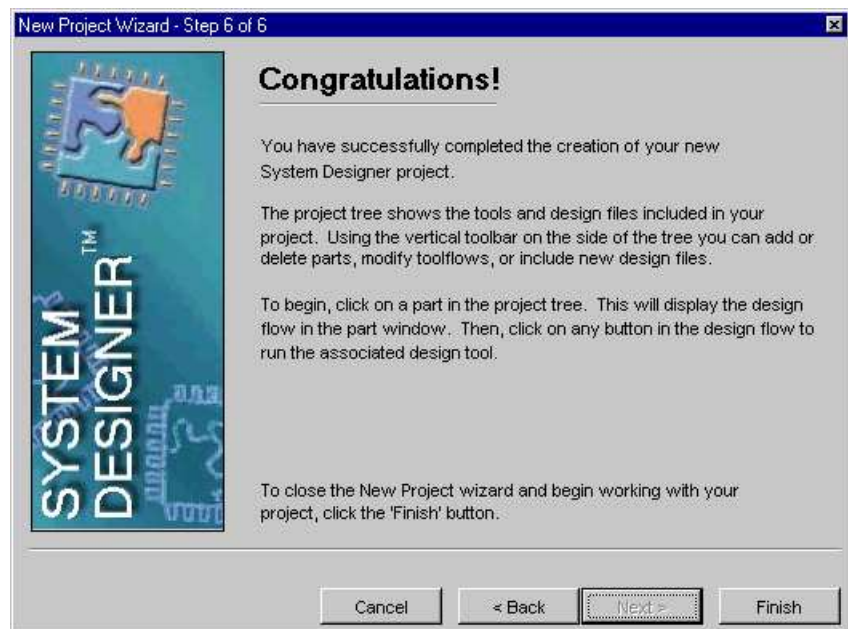 New Project Wizard - Step 6 of 6
SYSTEM
DESIGNER™
Congratulations!
You have successfully completed the creation of your new
System Designer project.
The project tree shows the tools and design files included in your
project. Using the vertical toolbar on the side of the tree you can add or
delete parts, modify toolflows, or include new design files.
To begin, click on a part in the project tree. This will display the design
flow in the part window. Then, click on any button in the design flow to
run the associated design tool.
To close the New Project wizard and begin working with your
project, click the 'Finish' button.
Cancel
< Back
Next >
Finish